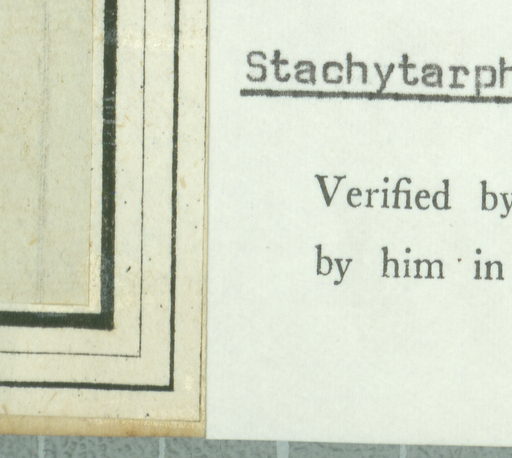 Stachytarph
Verified by
by him in